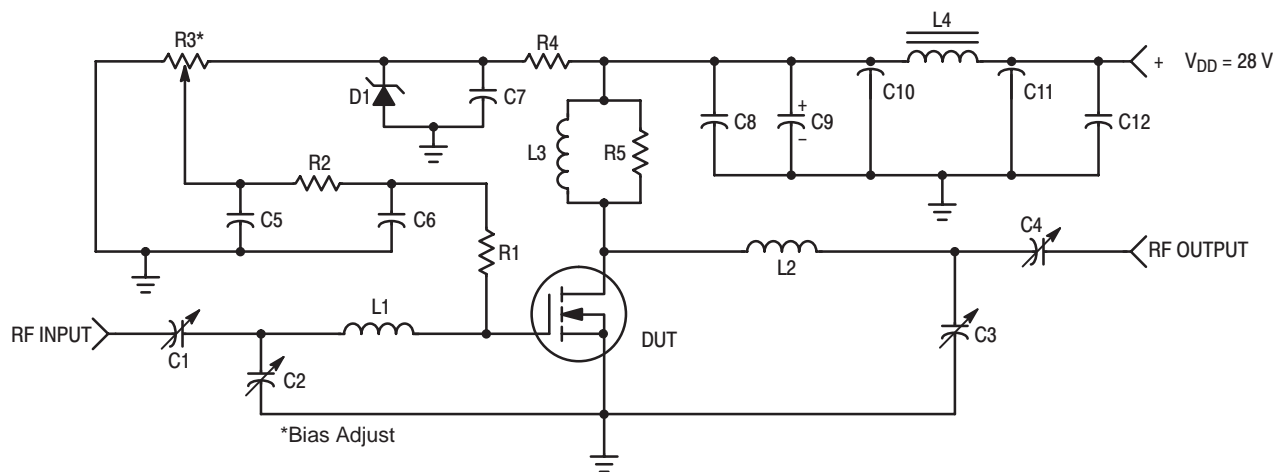 L4
R3*
R4
+ V_DD = 28 V
D1
C7
C8
+
–
C9
C10
C11
C12
L3
R5
R2
C5
C6
R1
C4
RF OUTPUT
L2
L1
RF INPUT
C1
DUT
C3
C2
*Bias Adjust